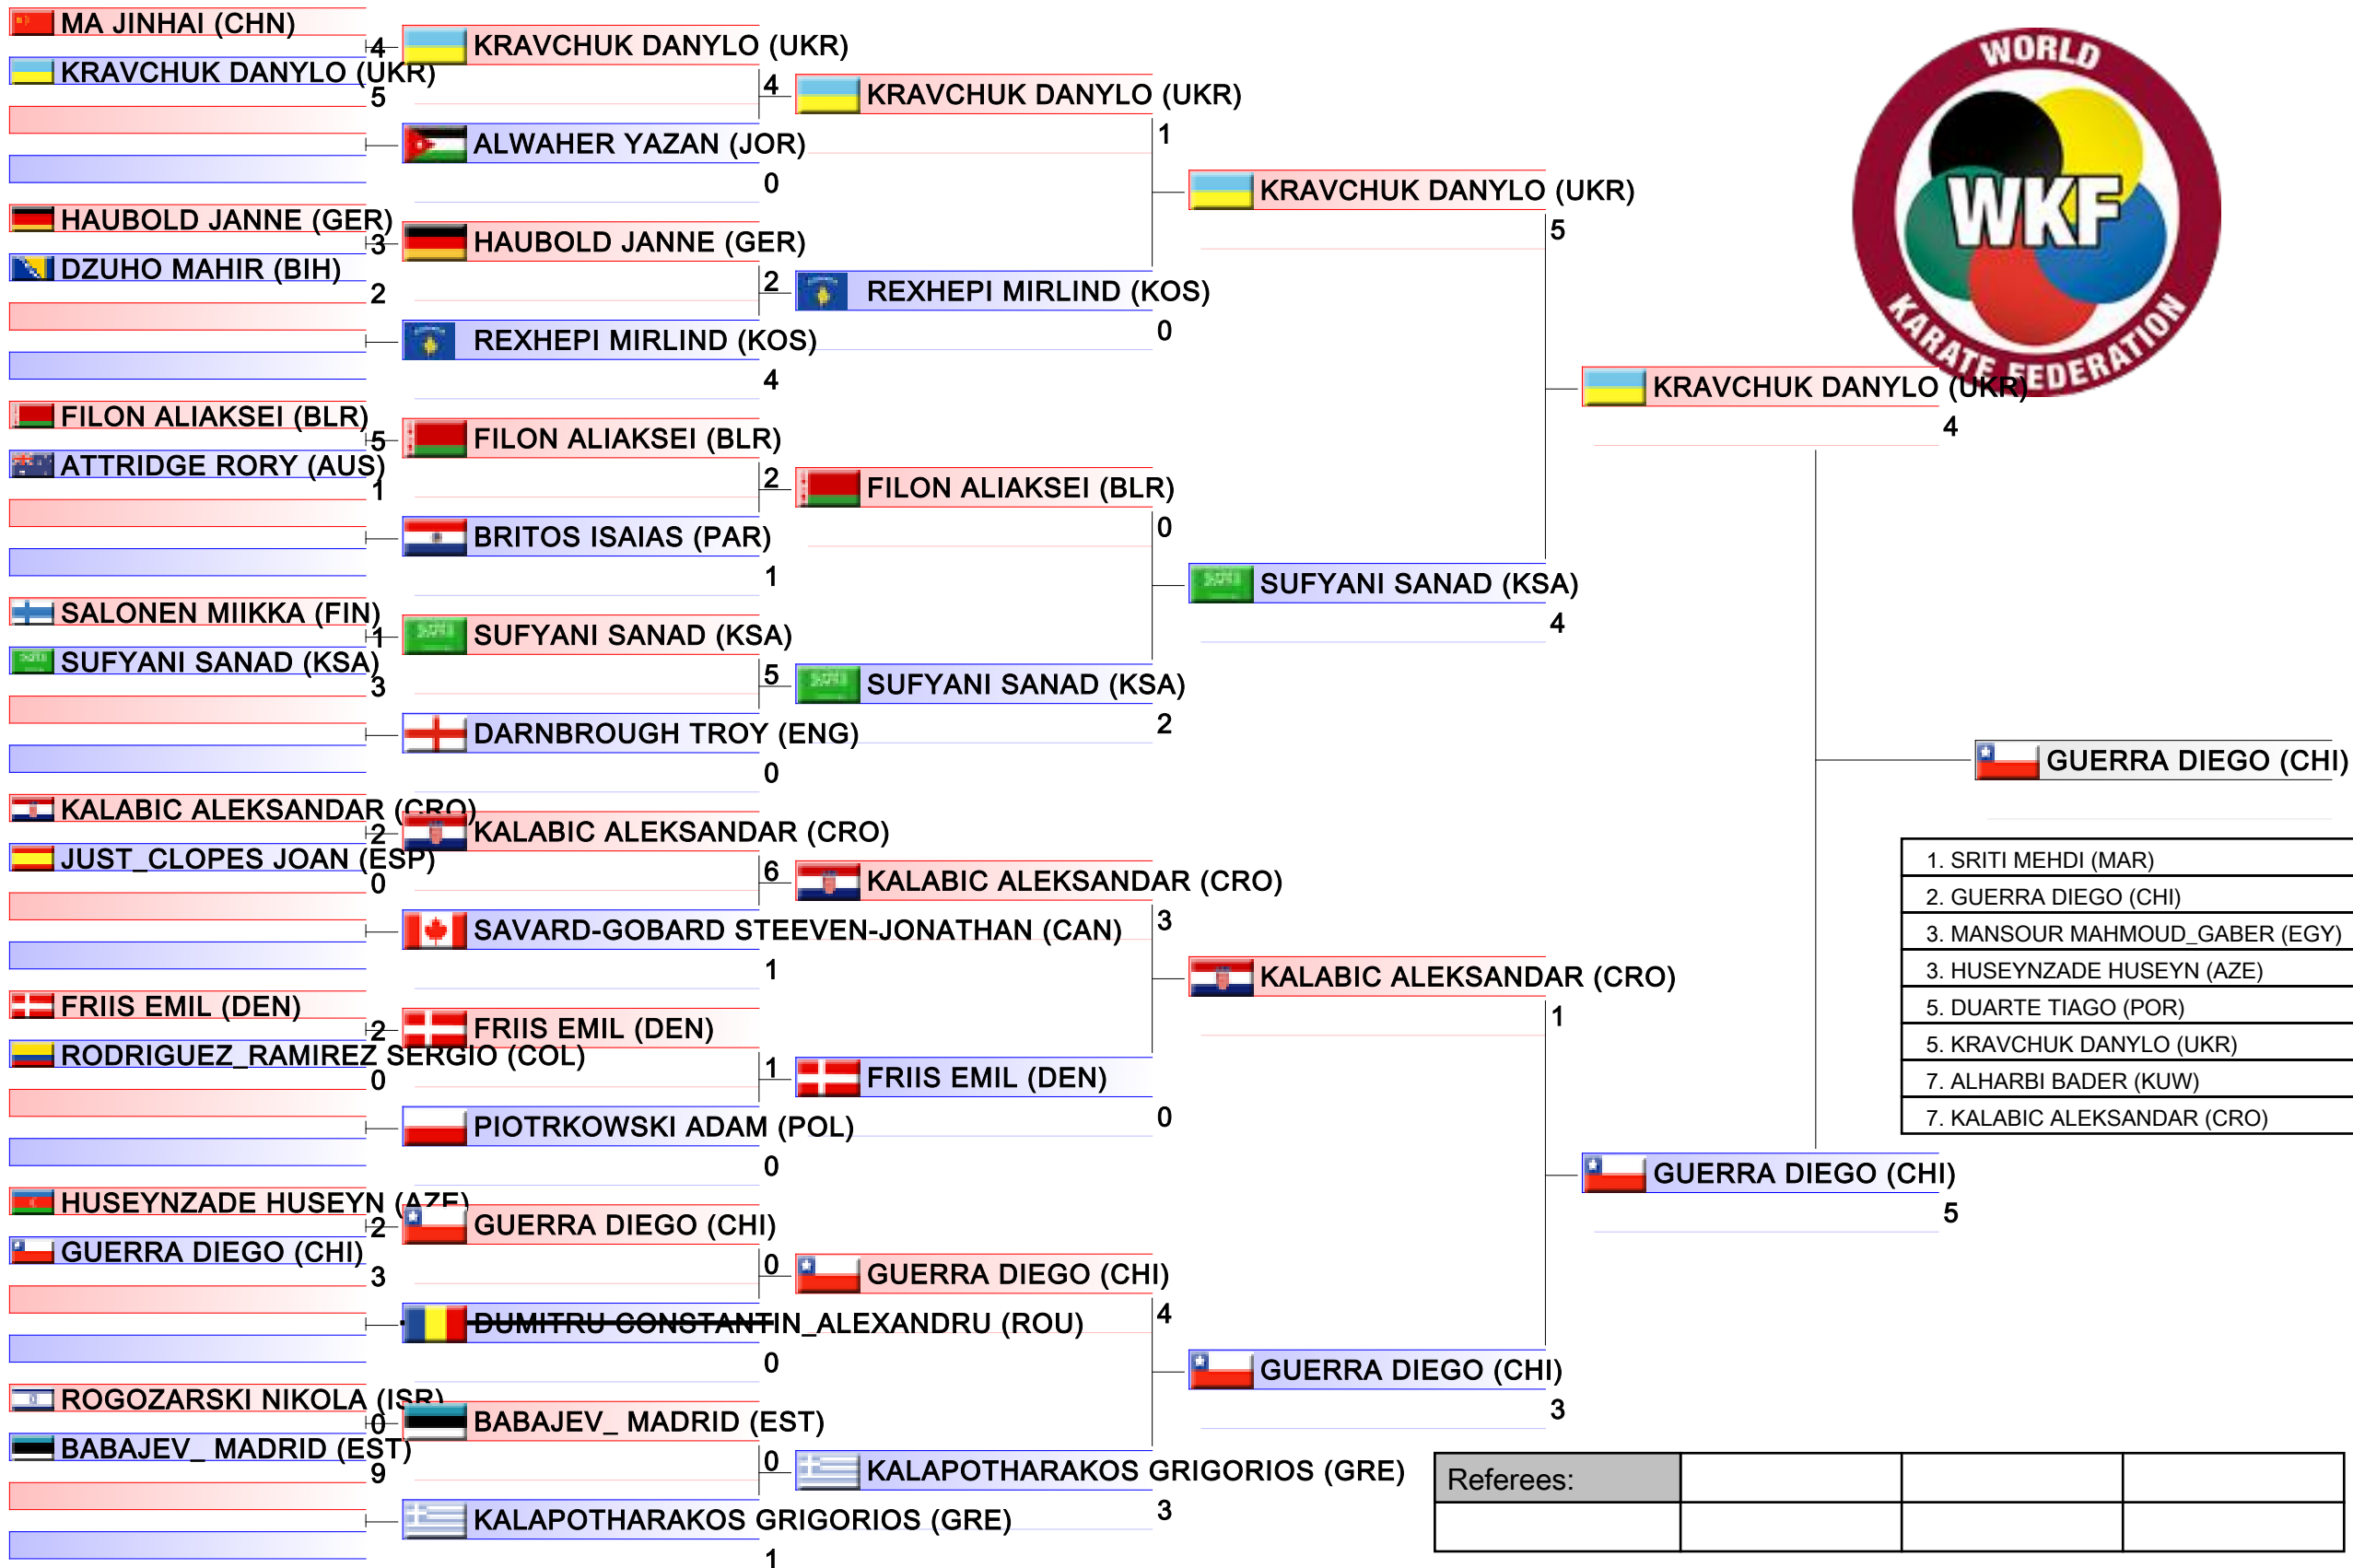 MA JINHAI (CHN)
4
KRAVCHUK DANYLO (UKR)
5
HAUBOLD JANNE (GER)
3
DZUHO MAHIR (BIH)
2
FILON ALIAKSEI (BLR)
5
ATTRIDGE RORY (AUS)
1
SALONEN MIIKKA (FIN)
1
SUFYANI SANAD (KSA)
3
KALABIC ALEKSANDAR (CRO)
2
JUST_CLOPES JOAN (ESP)
0
FRIIS EMIL (DEN)
2
RODRIGUEZ_RAMIREZ SERGIO (COL)
0
HUSEYNZADE HUSEYN (AZE)
2
GUERRA DIEGO (CHI)
3
ROGOZARSKI NIKOLA (ISR)
0
BABAJEV_ MADRID (EST)
9
KRAVCHUK DANYLO (UKR)
4
ALWAHER YAZAN (JOR)
0
HAUBOLD JANNE (GER)
2
REXHEPI MIRLIND (KOS)
4
FILON ALIAKSEI (BLR)
2
BRITOS ISAIAS (PAR)
1
SUFYANI SANAD (KSA)
5
DARNBROUGH TROY (ENG)
0
KALABIC ALEKSANDAR (CRO)
6
SAVARD-GOBARD STEEVEN-JONATHAN (CAN)
1
FRIIS EMIL (DEN)
1
PIOTRKOWSKI ADAM (POL)
0
GUERRA DIEGO (CHI)
0
DUMITRU CONSTANTIN_ALEXANDRU (ROU)
0
BABAJEV_ MADRID (EST)
0
KALAPOTHARAKOS GRIGORIOS (GRE)
1
KRAVCHUK DANYLO (UKR)
1
REXHEPI MIRLIND (KOS)
0
FILON ALIAKSEI (BLR)
0
SUFYANI SANAD (KSA)
2
KALABIC ALEKSANDAR (CRO)
3
FRIIS EMIL (DEN)
0
GUERRA DIEGO (CHI)
4
KALAPOTHARAKOS GRIGORIOS (GRE)
3
KRAVCHUK DANYLO (UKR)
5
SUFYANI SANAD (KSA)
4
KALABIC ALEKSANDAR (CRO)
1
GUERRA DIEGO (CHI)
3
WORLD
WKF
KARATE FEDERATION
KRAVCHUK DANYLO (UKR)
4
GUERRA DIEGO (CHI)
5
GUERRA DIEGO (CHI)
1. SRITI MEHDI (MAR)
2. GUERRA DIEGO (CHI)
3. MANSOUR MAHMOUD_GABER (EGY)
3. HUSEYNZADE HUSEYN (AZE)
5. DUARTE TIAGO (POR)
5. KRAVCHUK DANYLO (UKR)
7. ALHARBI BADER (KUW)
7. KALABIC ALEKSANDAR (CRO)
Referees: